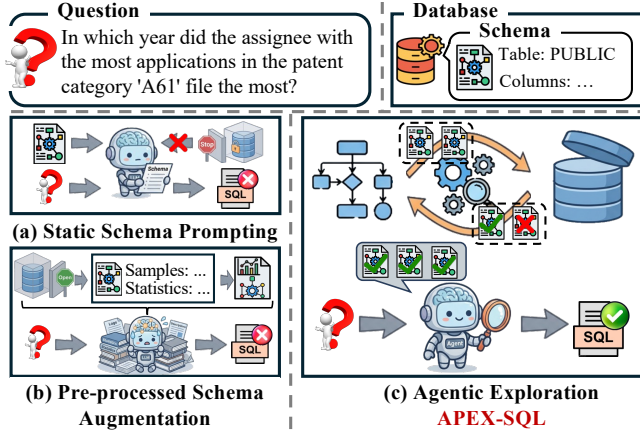 Question
In which year did the assignee with
the most applications in the patent
category 'A61' file the most?
Database
Schema
Table: PUBLIC
Columns: ...
Stop
Schema
SQL
(a) Static Schema Prompting
Open
Samples: ...
Statistics: ...
SQL
(b) Pre-processed Schema
Augmentation
Agent
SQL
(c) Agentic Exploration
APEX-SQL